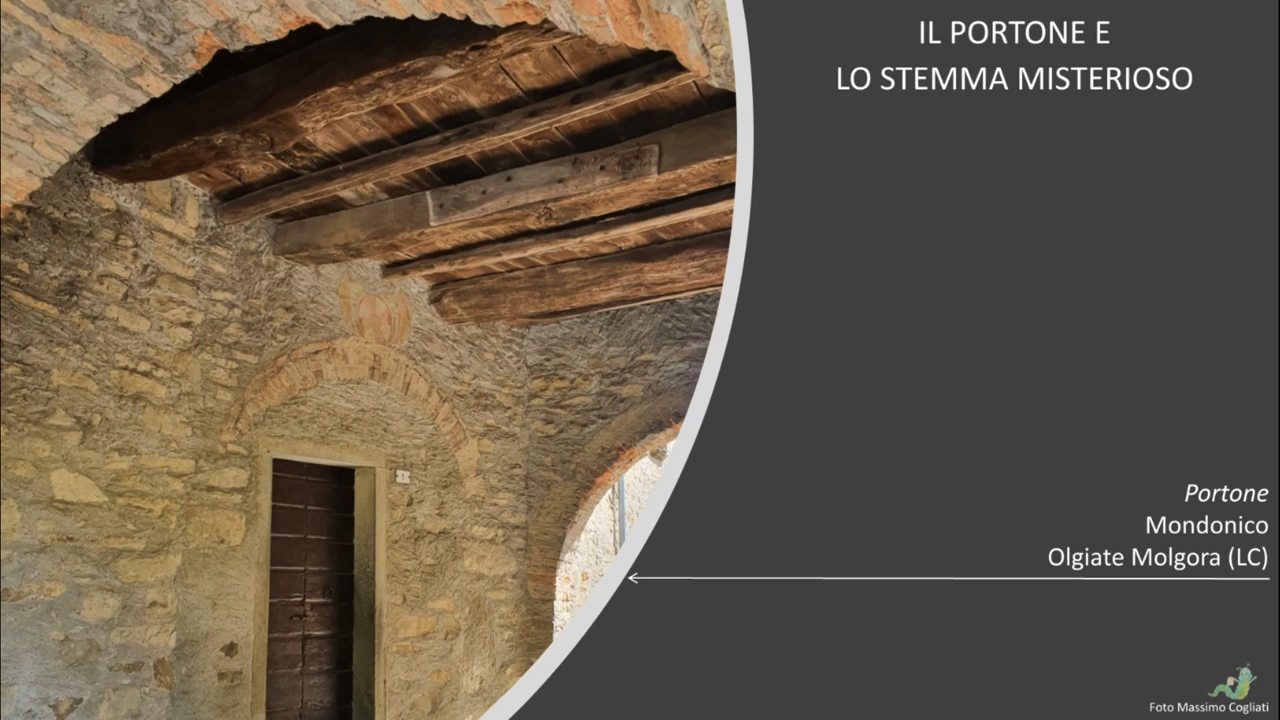 IL PORTONE E
LO STEMMA MISTERIOSO
Portone
Mondonico
Olgiate Molgora (LC)
Foto Massimo Cogliati